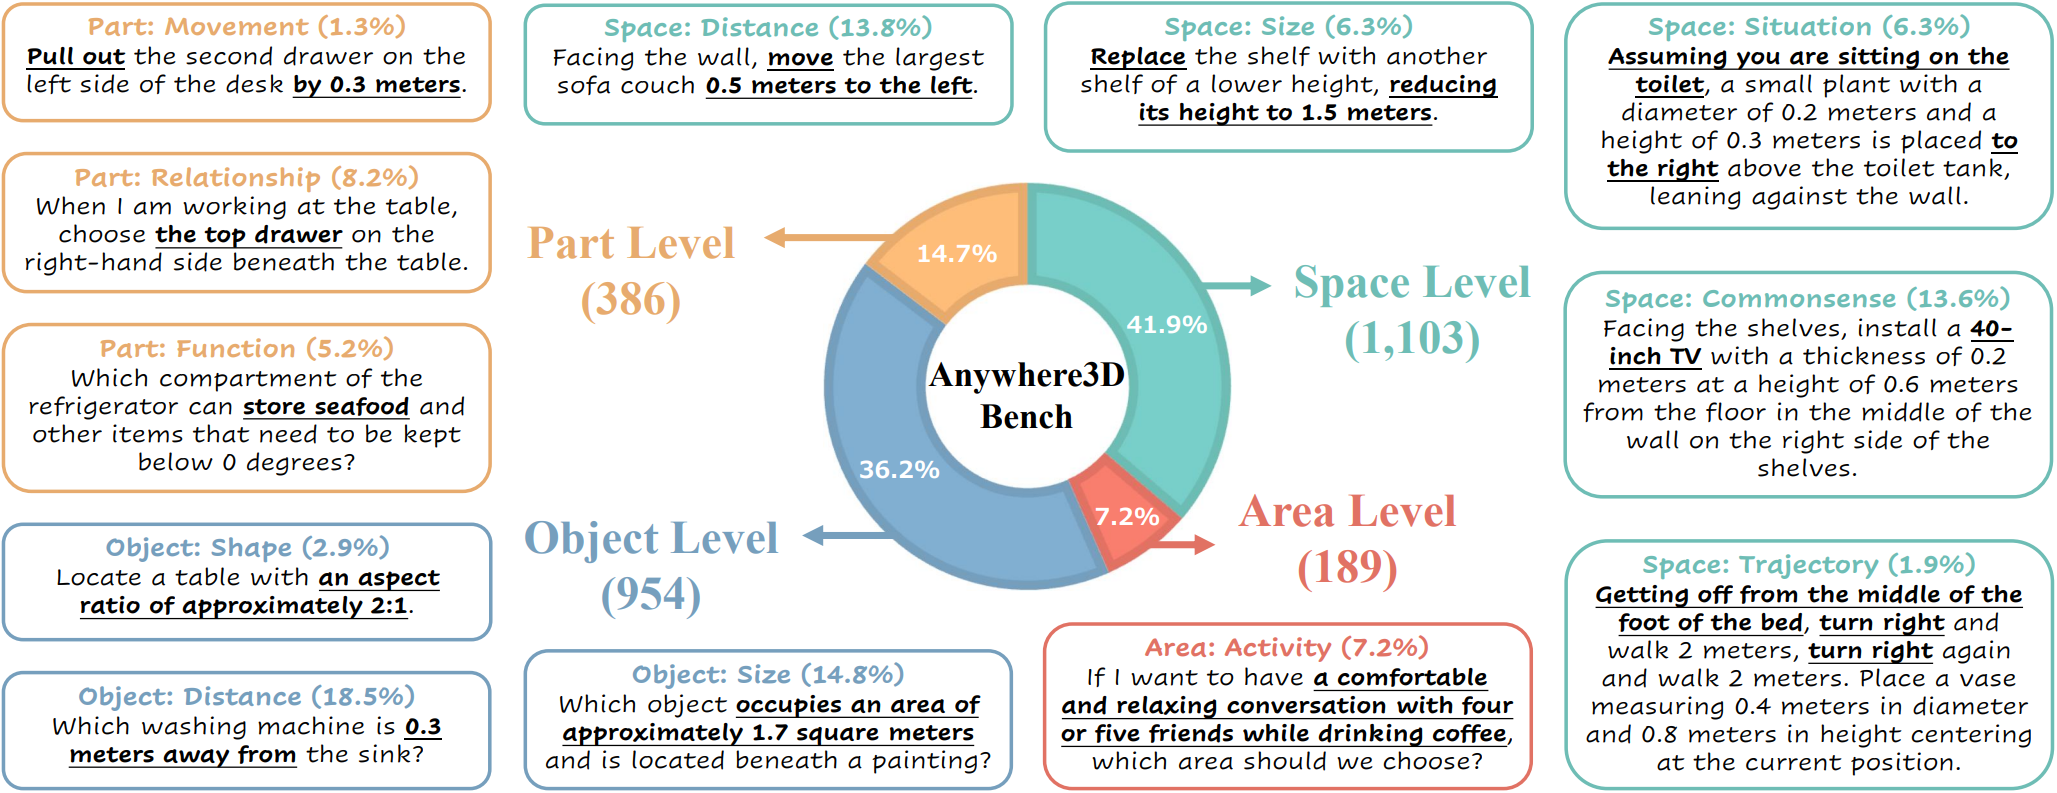 Part: Movement (1.3%)
Pull out the second drawer on the
left side of the desk by 0.3 meters.
Part: Relationship (8.2%)
When I am working at the table,
choose the top drawer on the
right-hand side beneath the table.
Part: Function (5.2%)
Which compartment of the
refrigerator can store seafood and
other items that need to be kept
below 0 degrees?
Object: Shape (2.9%)
Locate a table with an aspect
ratio of approximately 2:1.
Object: Distance (18.5%)
Which washing machine is 0.3
meters away from the sink?
Space: Distance (13.8%)
Facing the wall, move the largest
sofa couch 0.5 meters to the left.
Space: Size (6.3%)
Replace the shelf with another
shelf of a lower height, reducing
its height to 1.5 meters.
Part Level
(386)
14.7%
Space Level
(1,103)
41.9%
Anywhere3D
Bench
36.2%
Object Level
(954)
7.2%
Area Level
(189)
Object: Size (14.8%)
Which object occupies an area of
approximately 1.7 square meters
and is located beneath a painting?
Area: Activity (7.2%)
If I want to have a comfortable
and relaxing conversation with four
or five friends while drinking coffee,
which area should we choose?
Space: Situation (6.3%)
Assuming you are sitting on the
toilet, a small plant with a
diameter of 0.2 meters and a
height of 0.3 meters is placed to
the right above the toilet tank,
leaning against the wall.
Space: Commonsense (13.6%)
Facing the shelves, install a 40-
inch TV with a thickness of 0.2
meters at a height of 0.6 meters
from the floor in the middle of the
wall on the right side of the
shelves.
Space: Trajectory (1.9%)
Getting off from the middle of the
foot of the bed, turn right and
walk 2 meters, turn right again
and walk 2 meters. Place a vase
measuring 0.4 meters in diameter
and 0.8 meters in height centering
at the current position.